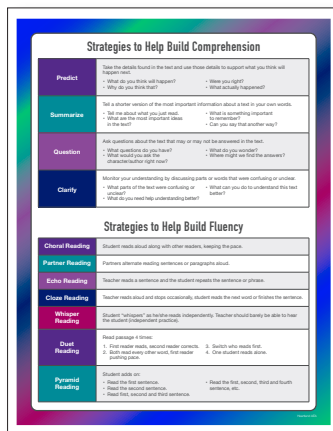 Strategies to Help Build Comprehension
Predict
Take the details found in the text and use those details to support what you think will
happen next.
• What do you think will happen?
• Why do you think that?
• Were you right?
• What actually happened?
Summarize
Tell a shorter version of the most important information about a text in your own words.
• Tell me about what you just read.
• What are the most important ideas
in the text?
• What is something important
to remember?
• Can you say that another way?
Question
Ask questions about the text that may or may not be answered in the text.
• What questions do you have?
• What would you ask the
character/author right now?
• What do you wonder?
• Where might we find the answers?
Clarify
Monitor your understanding by discussing parts or words that were confusing or unclear.
• What parts of the text were confusing or
unclear?
• What do you need help understanding better?
• What can you do to understand this text
better?
Strategies to Help Build Fluency
Choral Reading
Student reads aloud along with other readers, keeping the pace.
Partner Reading
Partners alternate reading sentences or paragraphs aloud.
Echo Reading
Teacher reads a sentence and the student repeats the sentence or phrase.
Cloze Reading
Teacher reads aloud and stops occasionally, student reads the next word or finishes the sentence.
Whisper
Reading
Student "whispers" as he/she reads independently. Teacher should barely be able to hear
the student (independent practice).
Duet
Reading
Read passage 4 times:
1. First reader reads, second reader corrects.
2. Both read every other word, first reader
pushing pace.
3. Switch who reads first.
4. One student reads alone.
Pyramid
Reading
Student adds on:
• Read the first sentence.
• Read the second sentence.
• Read first, second and third sentence.
• Read the first, second, third and fourth
sentence, etc.